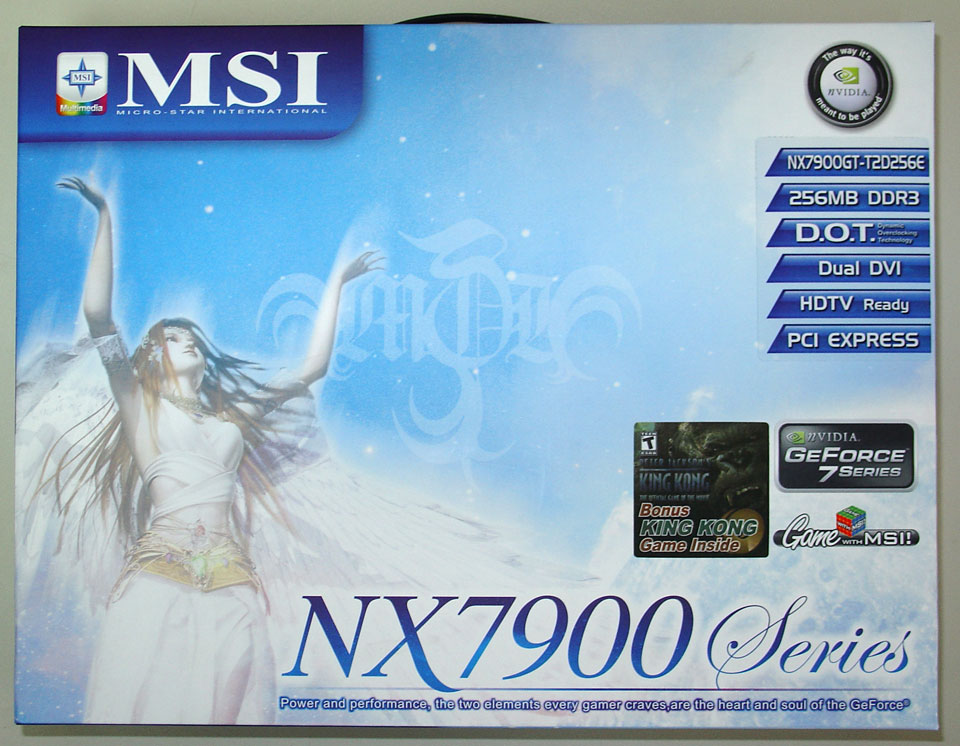 MSI
MSI
Multimedia
MICRO-STAR INTERNATIONAL
The way it's
NVIDIA.
meant to be played
NX7900GT-T2D256E
256MB DDR3
D.O.T. Dynamic
Overclocking
Technology
Dual DVI
HDTV Ready
PCI EXPRESS
TEEN
T
PETER JACKSON'S
KING KONG
THE OFFICIAL GAME OF THE MOVIE
Bonus
KING KONG
Game Inside
NVIDIA.
GEFORCE
7 SERIES
Game WITH MSI!
NX7900 Series
Power and performance, the two elements every gamer craves,are the heart and soul of the GeForce®